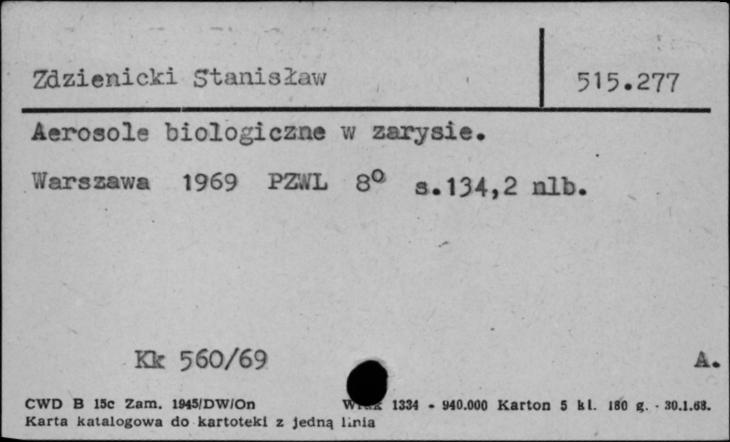 Zdzienicki Stanisław 515.277
Aerosole biologiczne w zarysie.
Warszawa 1969 PZWL 8º s.134,2 nlb.
Kk 560/69 A.
CWD B 15c Zam. 1945/DW/On 1334 - 940.000 Karton 5 kl. 180 g. - 30.1.68.
Karta katalogowa do kartoteki z jedną linia